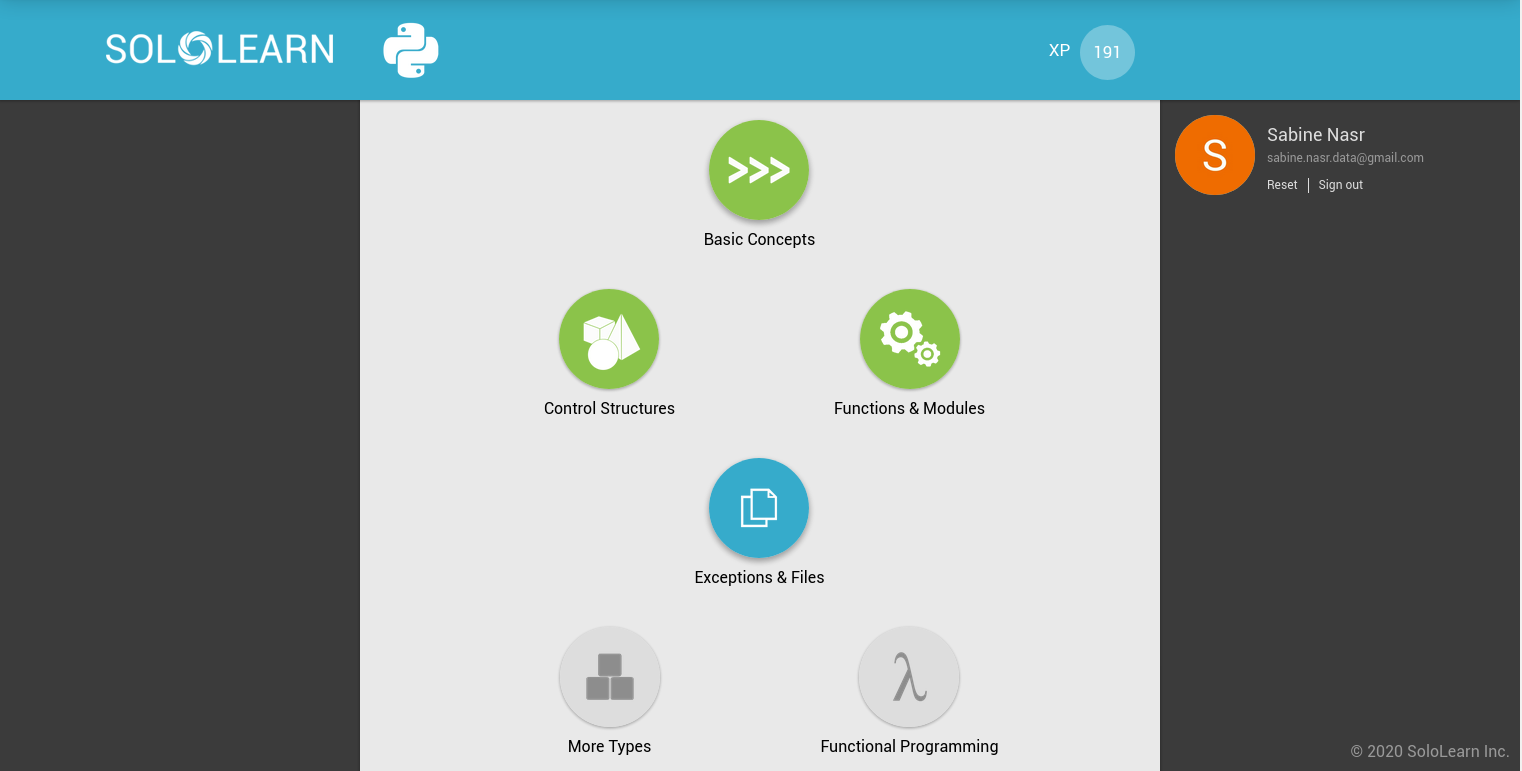 SOLOLEARN
XP 191
Sabine Nasr
sabine.nasr.data@gmail.com
Reset | Sign out
>>>
Basic Concepts
Control Structures
Functions & Modules
Exceptions & Files
λ
More Types
Functional Programming
S
© 2020 SoloLearn Inc.